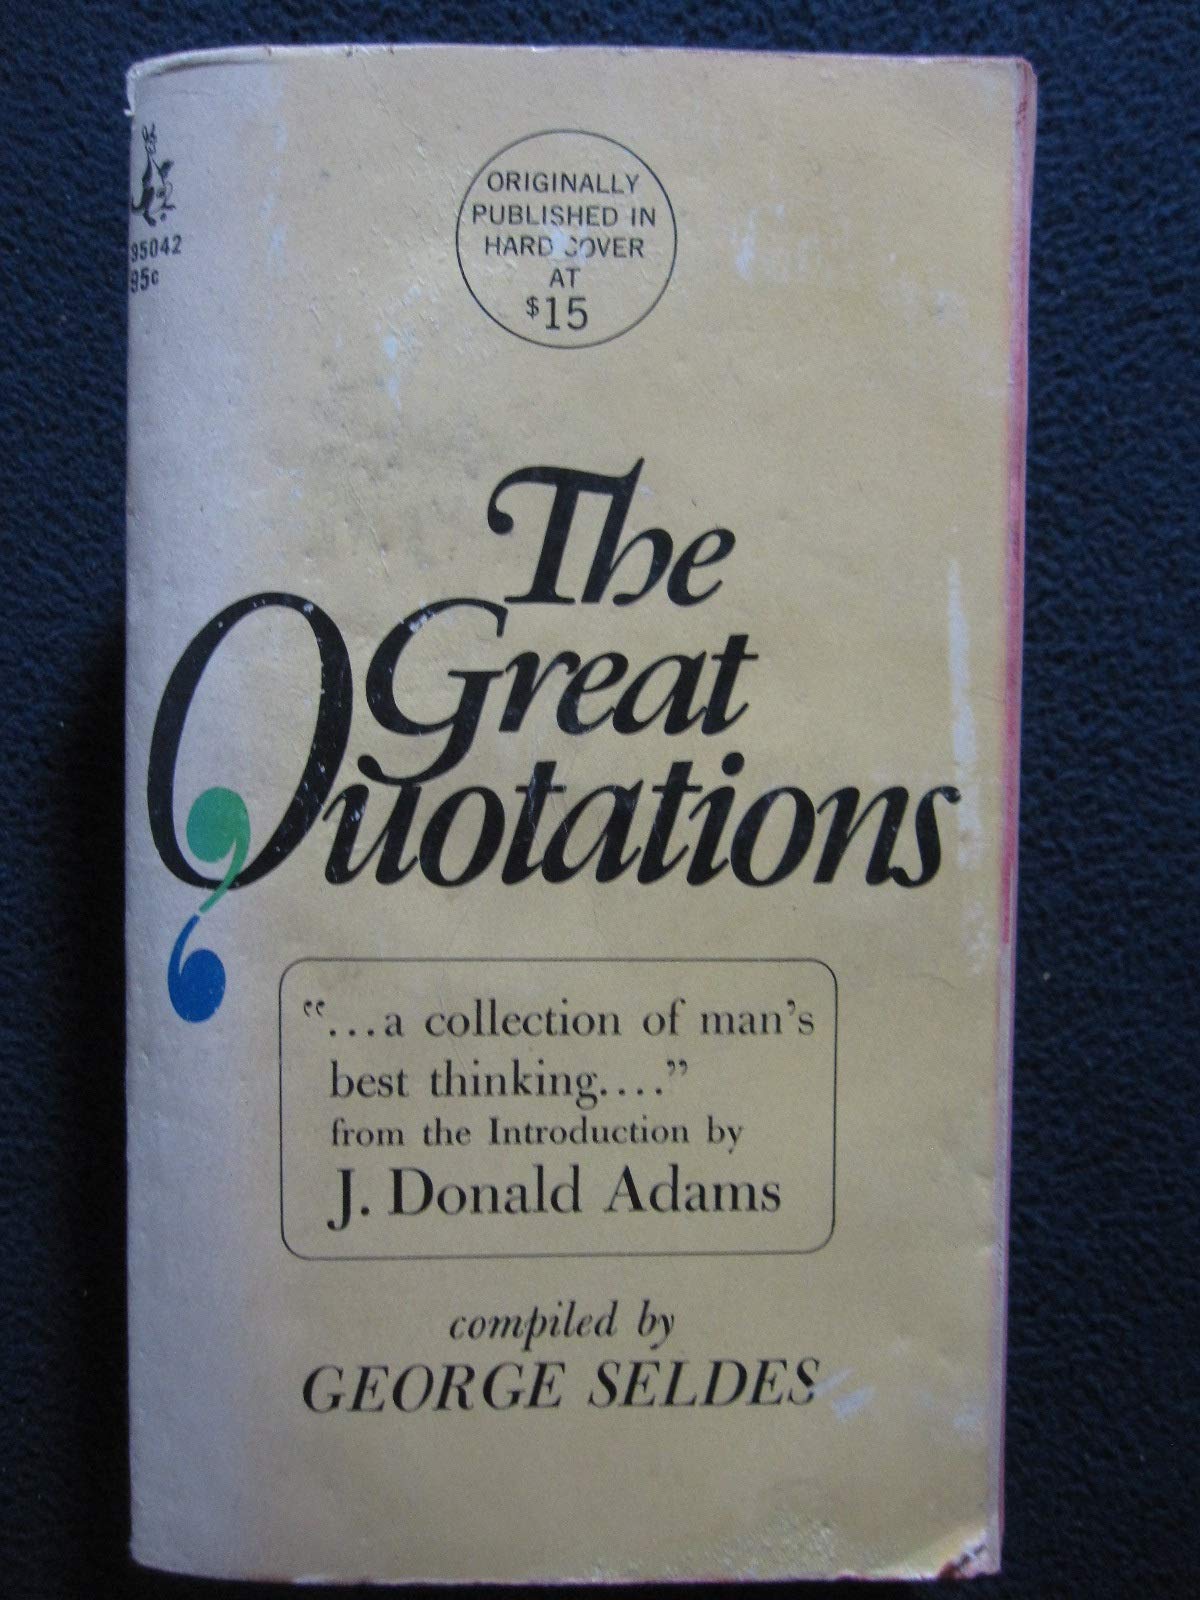 95042
95c
ORIGINALLY
PUBLISHED IN
HARD COVER
AT
$15
The
Great
Quotations
“...a collection of man’s
best thinking....”
from the Introduction by
J. Donald Adams
compiled by
GEORGE SELDES